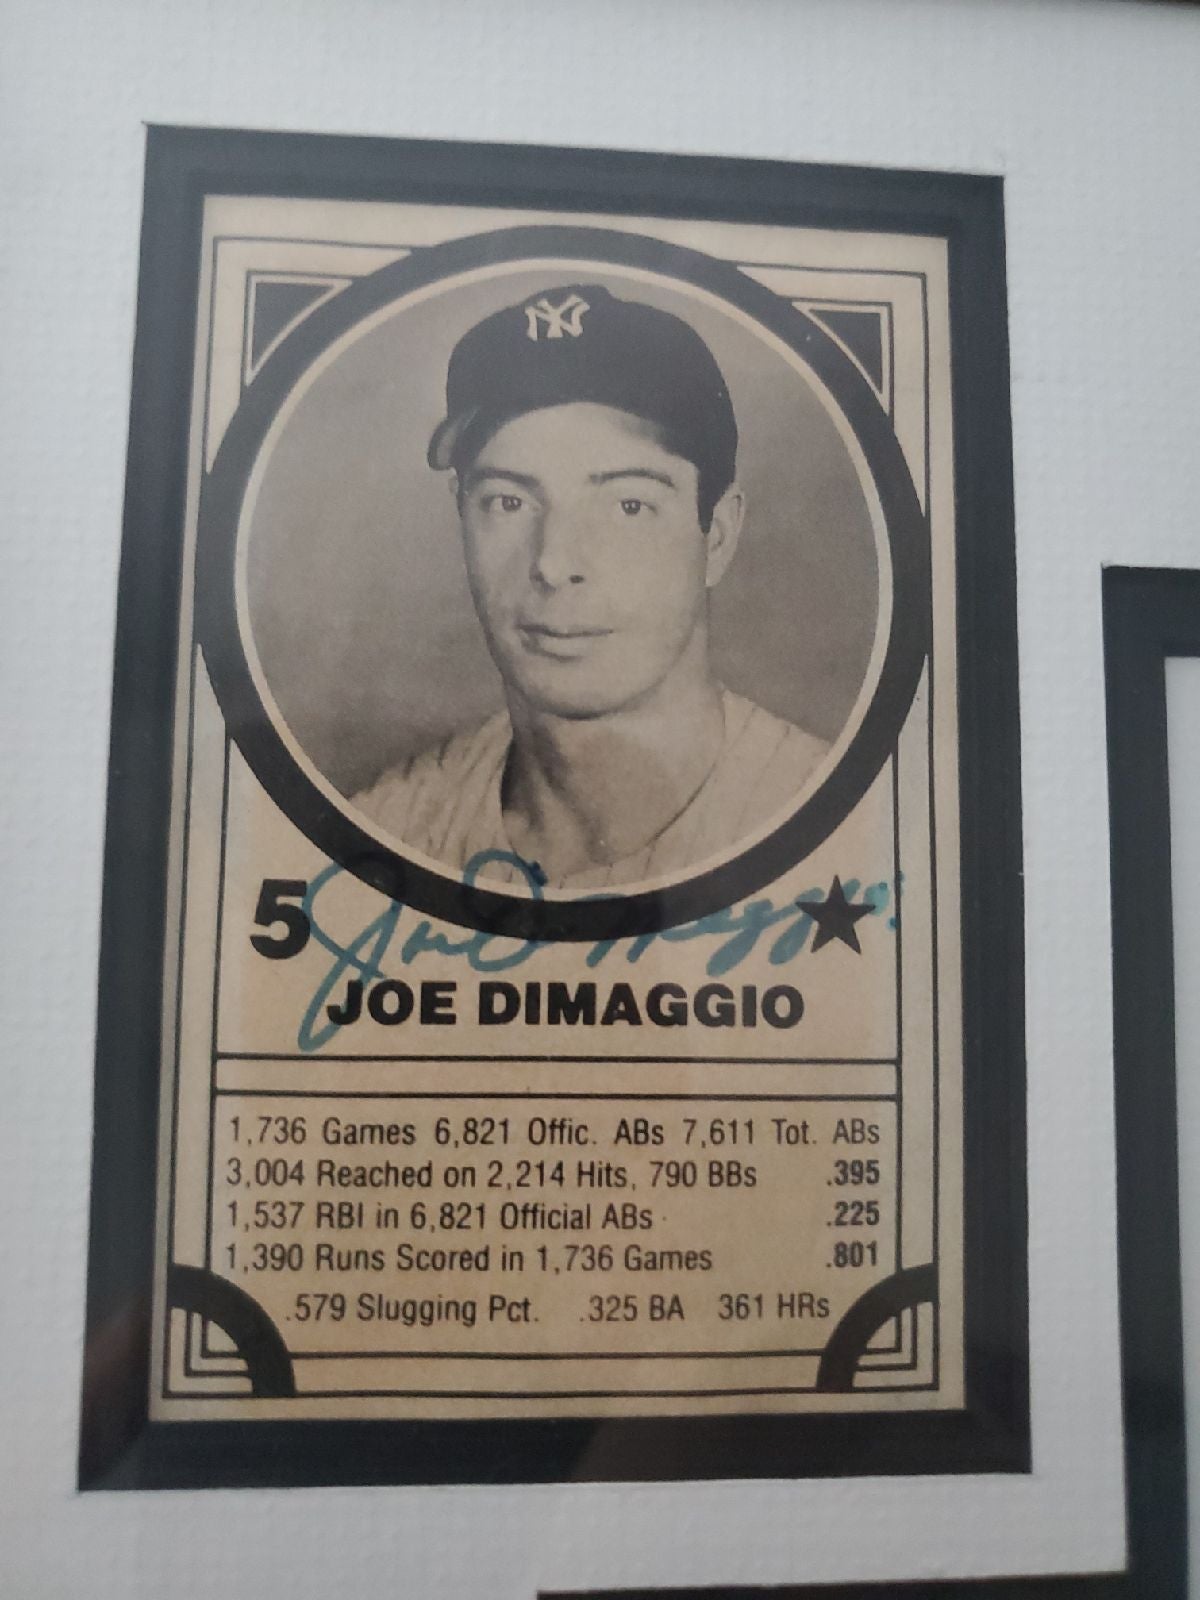 NY
5 Joe DiMaggio
JOE DIMAGGIO
1,736 Games 6,821 Offic. ABs 7,611 Tot. ABs
3,004 Reached on 2,214 Hits, 790 BBs .395
1,537 RBI in 6,821 Official ABs .225
1,390 Runs Scored in 1,736 Games .801
.579 Slugging Pct. .325 BA 361 HRs